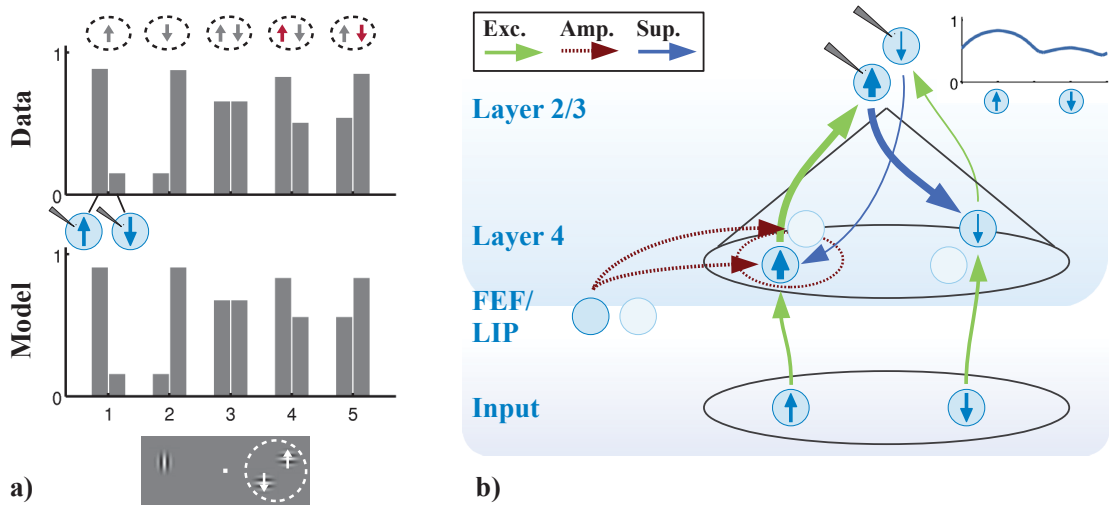 1
Data
0
1
Model
0
1 2 3 4 5
a)
Exc. Amp. Sup.
1
0
Layer 2/3
Layer 4
FEF/
LIP
Input
b)